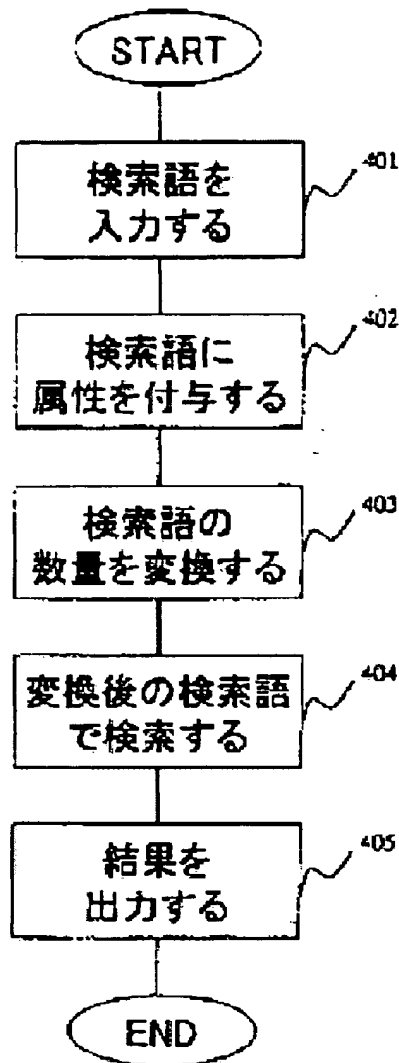 START
検索語を
入力する
401
検索語に
属性を付与する
402
検索語の
数量を変換する
403
変換後の検索語
で検索する
404
結果を
出力する
405
END